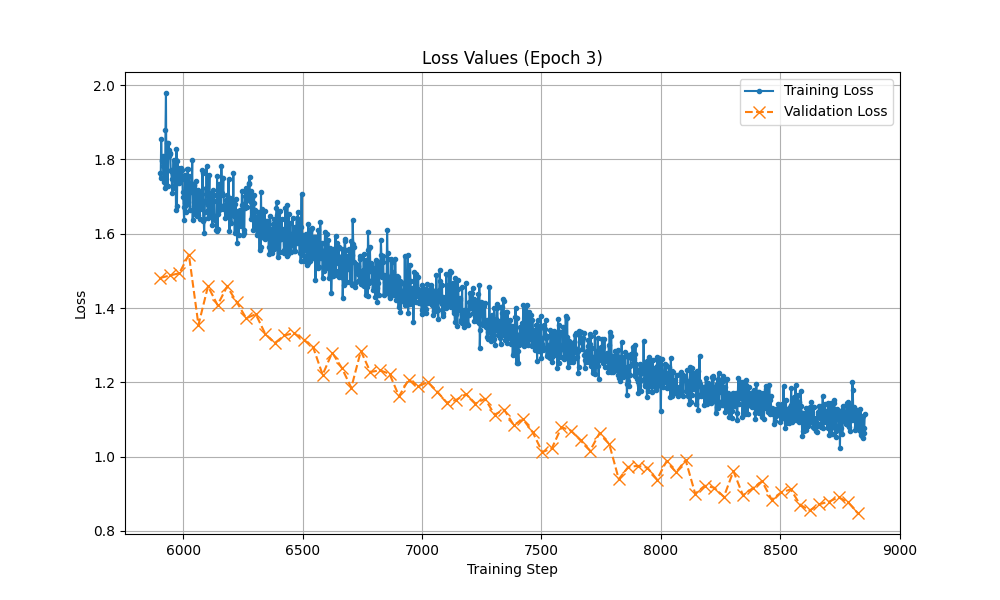 Loss Values (Epoch 3)
Training Loss
Validation Loss
2.0
1.8
1.6
1.4
1.2
1.0
0.8
Loss
6000 6500 7000 7500 8000 8500 9000
Training Step